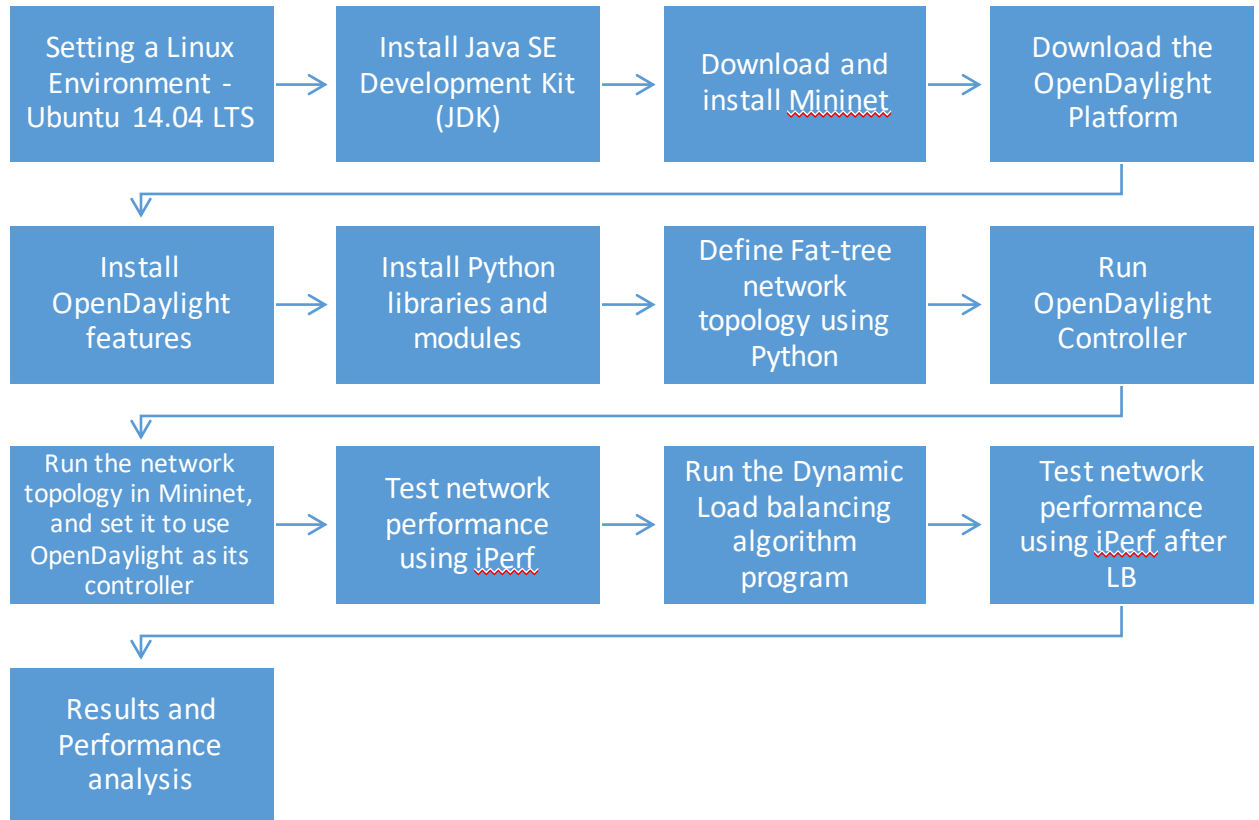 Setting a Linux
Environment -
Ubuntu 14.04 LTS
Install Java SE
Development Kit
(JDK)
Download and
install Mininet
Download the
OpenDaylight
Platform
Install
OpenDaylight
features
Install Python
libraries and
modules
Define Fat-tree
network
topology using
Python
Run
OpenDaylight
Controller
Run the network
topology in Mininet,
and set it to use
OpenDaylight as its
controller
Test network
performance
using iPerf
Run the Dynamic
Load balancing
algorithm
program
Test network
performance
using iPerf after
LB
Results and
Performance
analysis